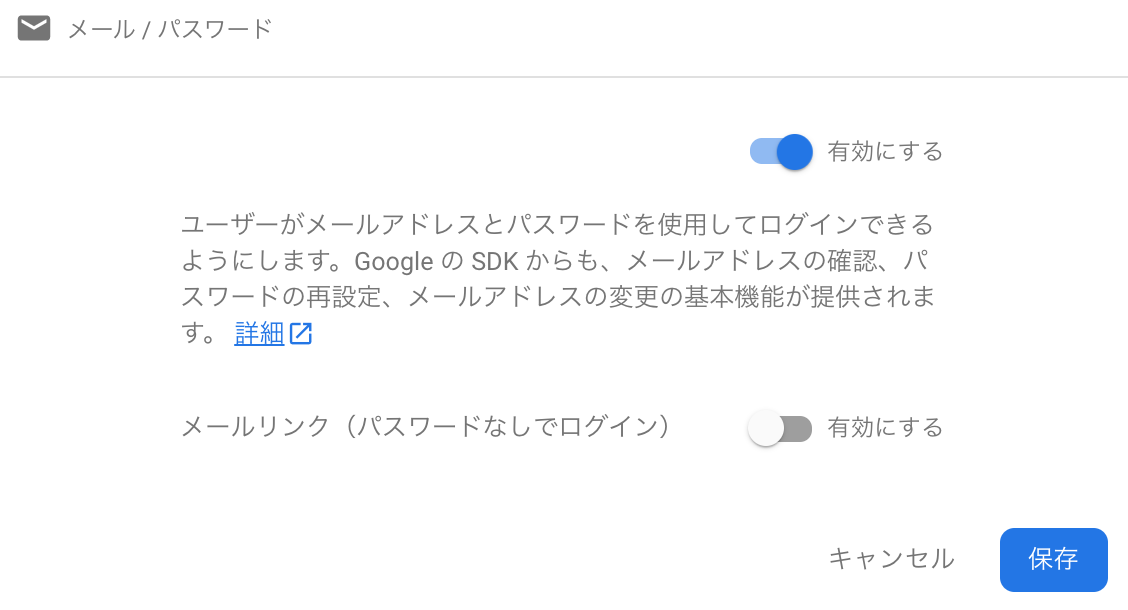 メール / パスワード
有効にする
ユーザーがメールアドレスとパスワードを使用してログインできる
ようにします。Google の SDK からも、メールアドレスの確認、パ
スワードの再設定、メールアドレスの変更の基本機能が提供されま
す。 詳細
メールリンク（パスワードなしでログイン） 有効にする
キャンセル 保存